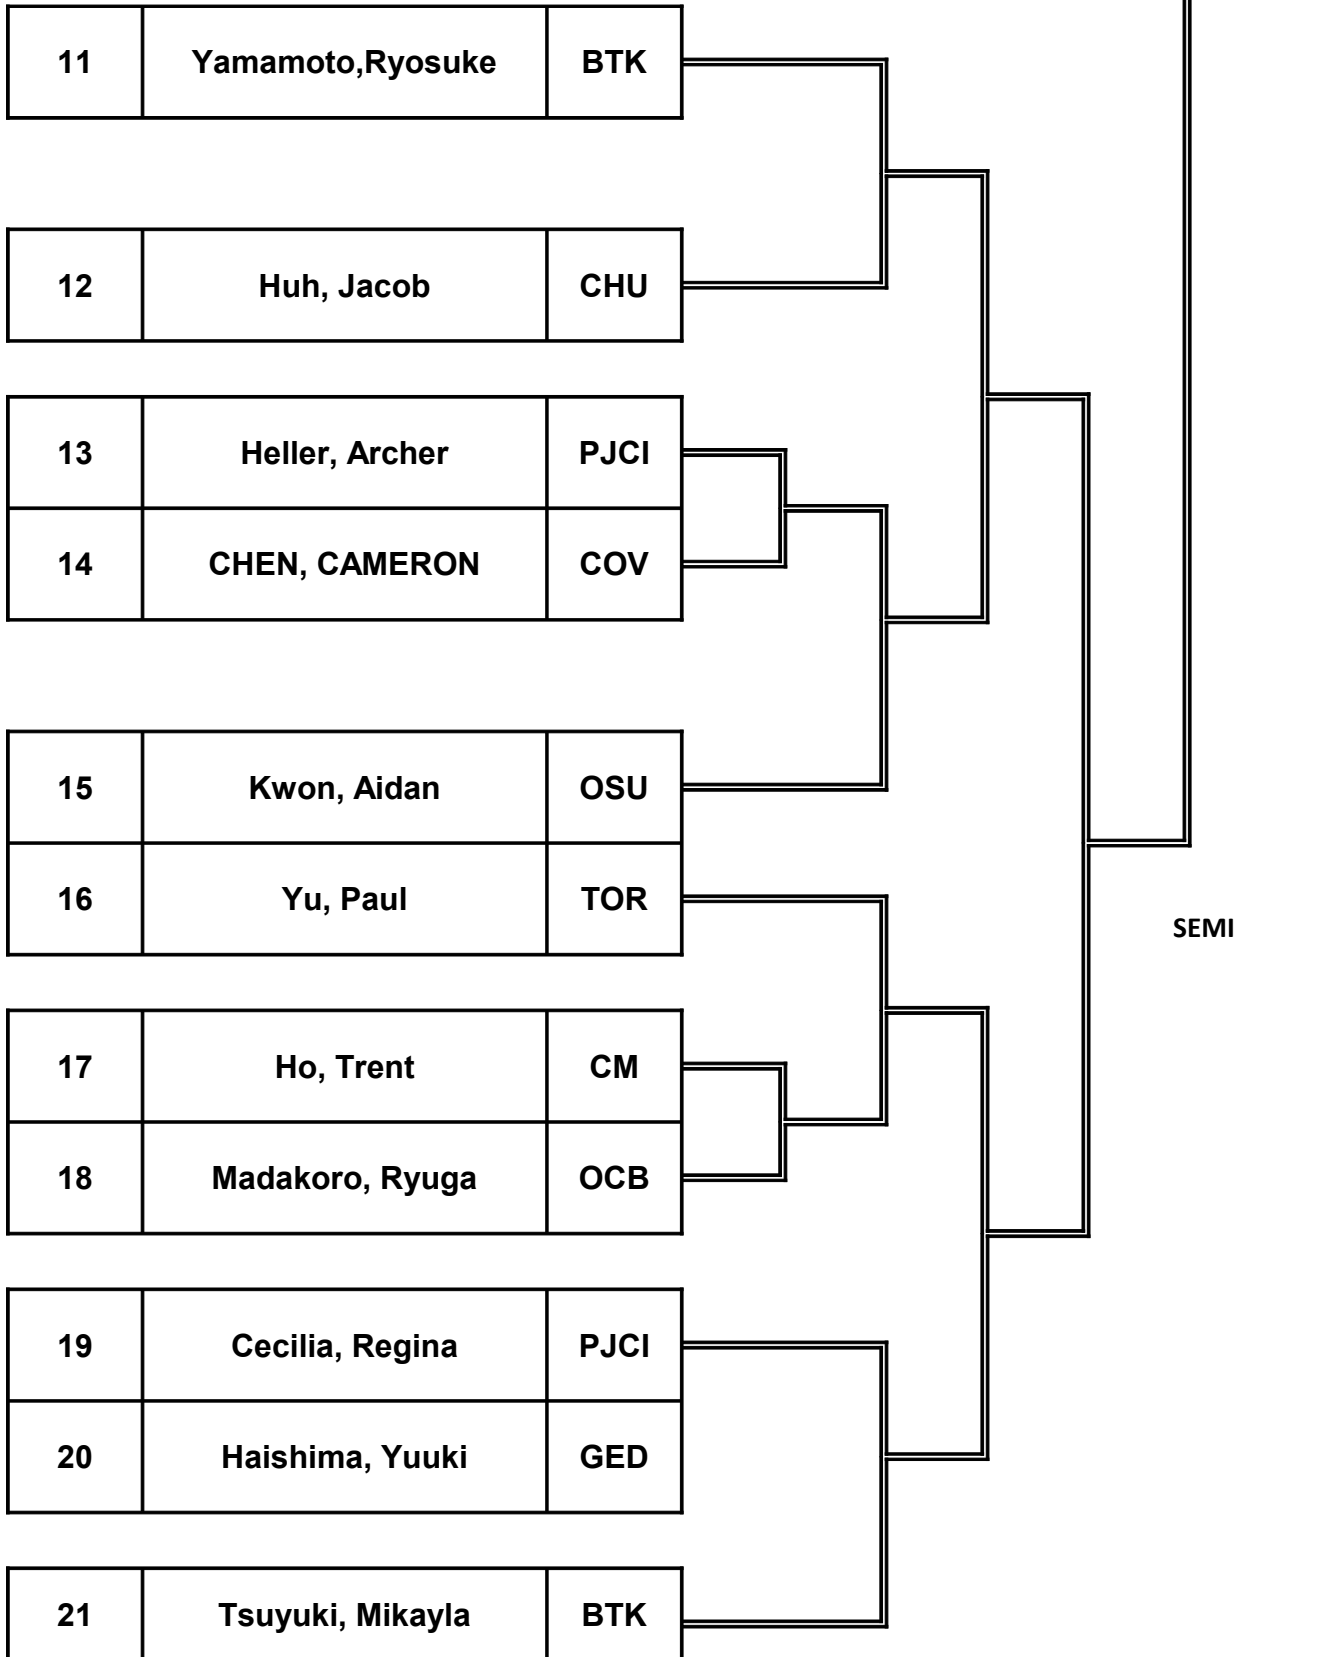 11 Yamamoto,Ryosuke BTK
12 Huh, Jacob CHU
13 Heller, Archer PJCI
14 CHEN, CAMERON COV
15 Kwon, Aidan OSU
16 Yu, Paul TOR
SEMI
17 Ho, Trent CM
18 Madakoro, Ryuga OCB
19 Cecilia, Regina PJCI
20 Haishima, Yuuki GED
21 Tsuyuki, Mikayla BTK